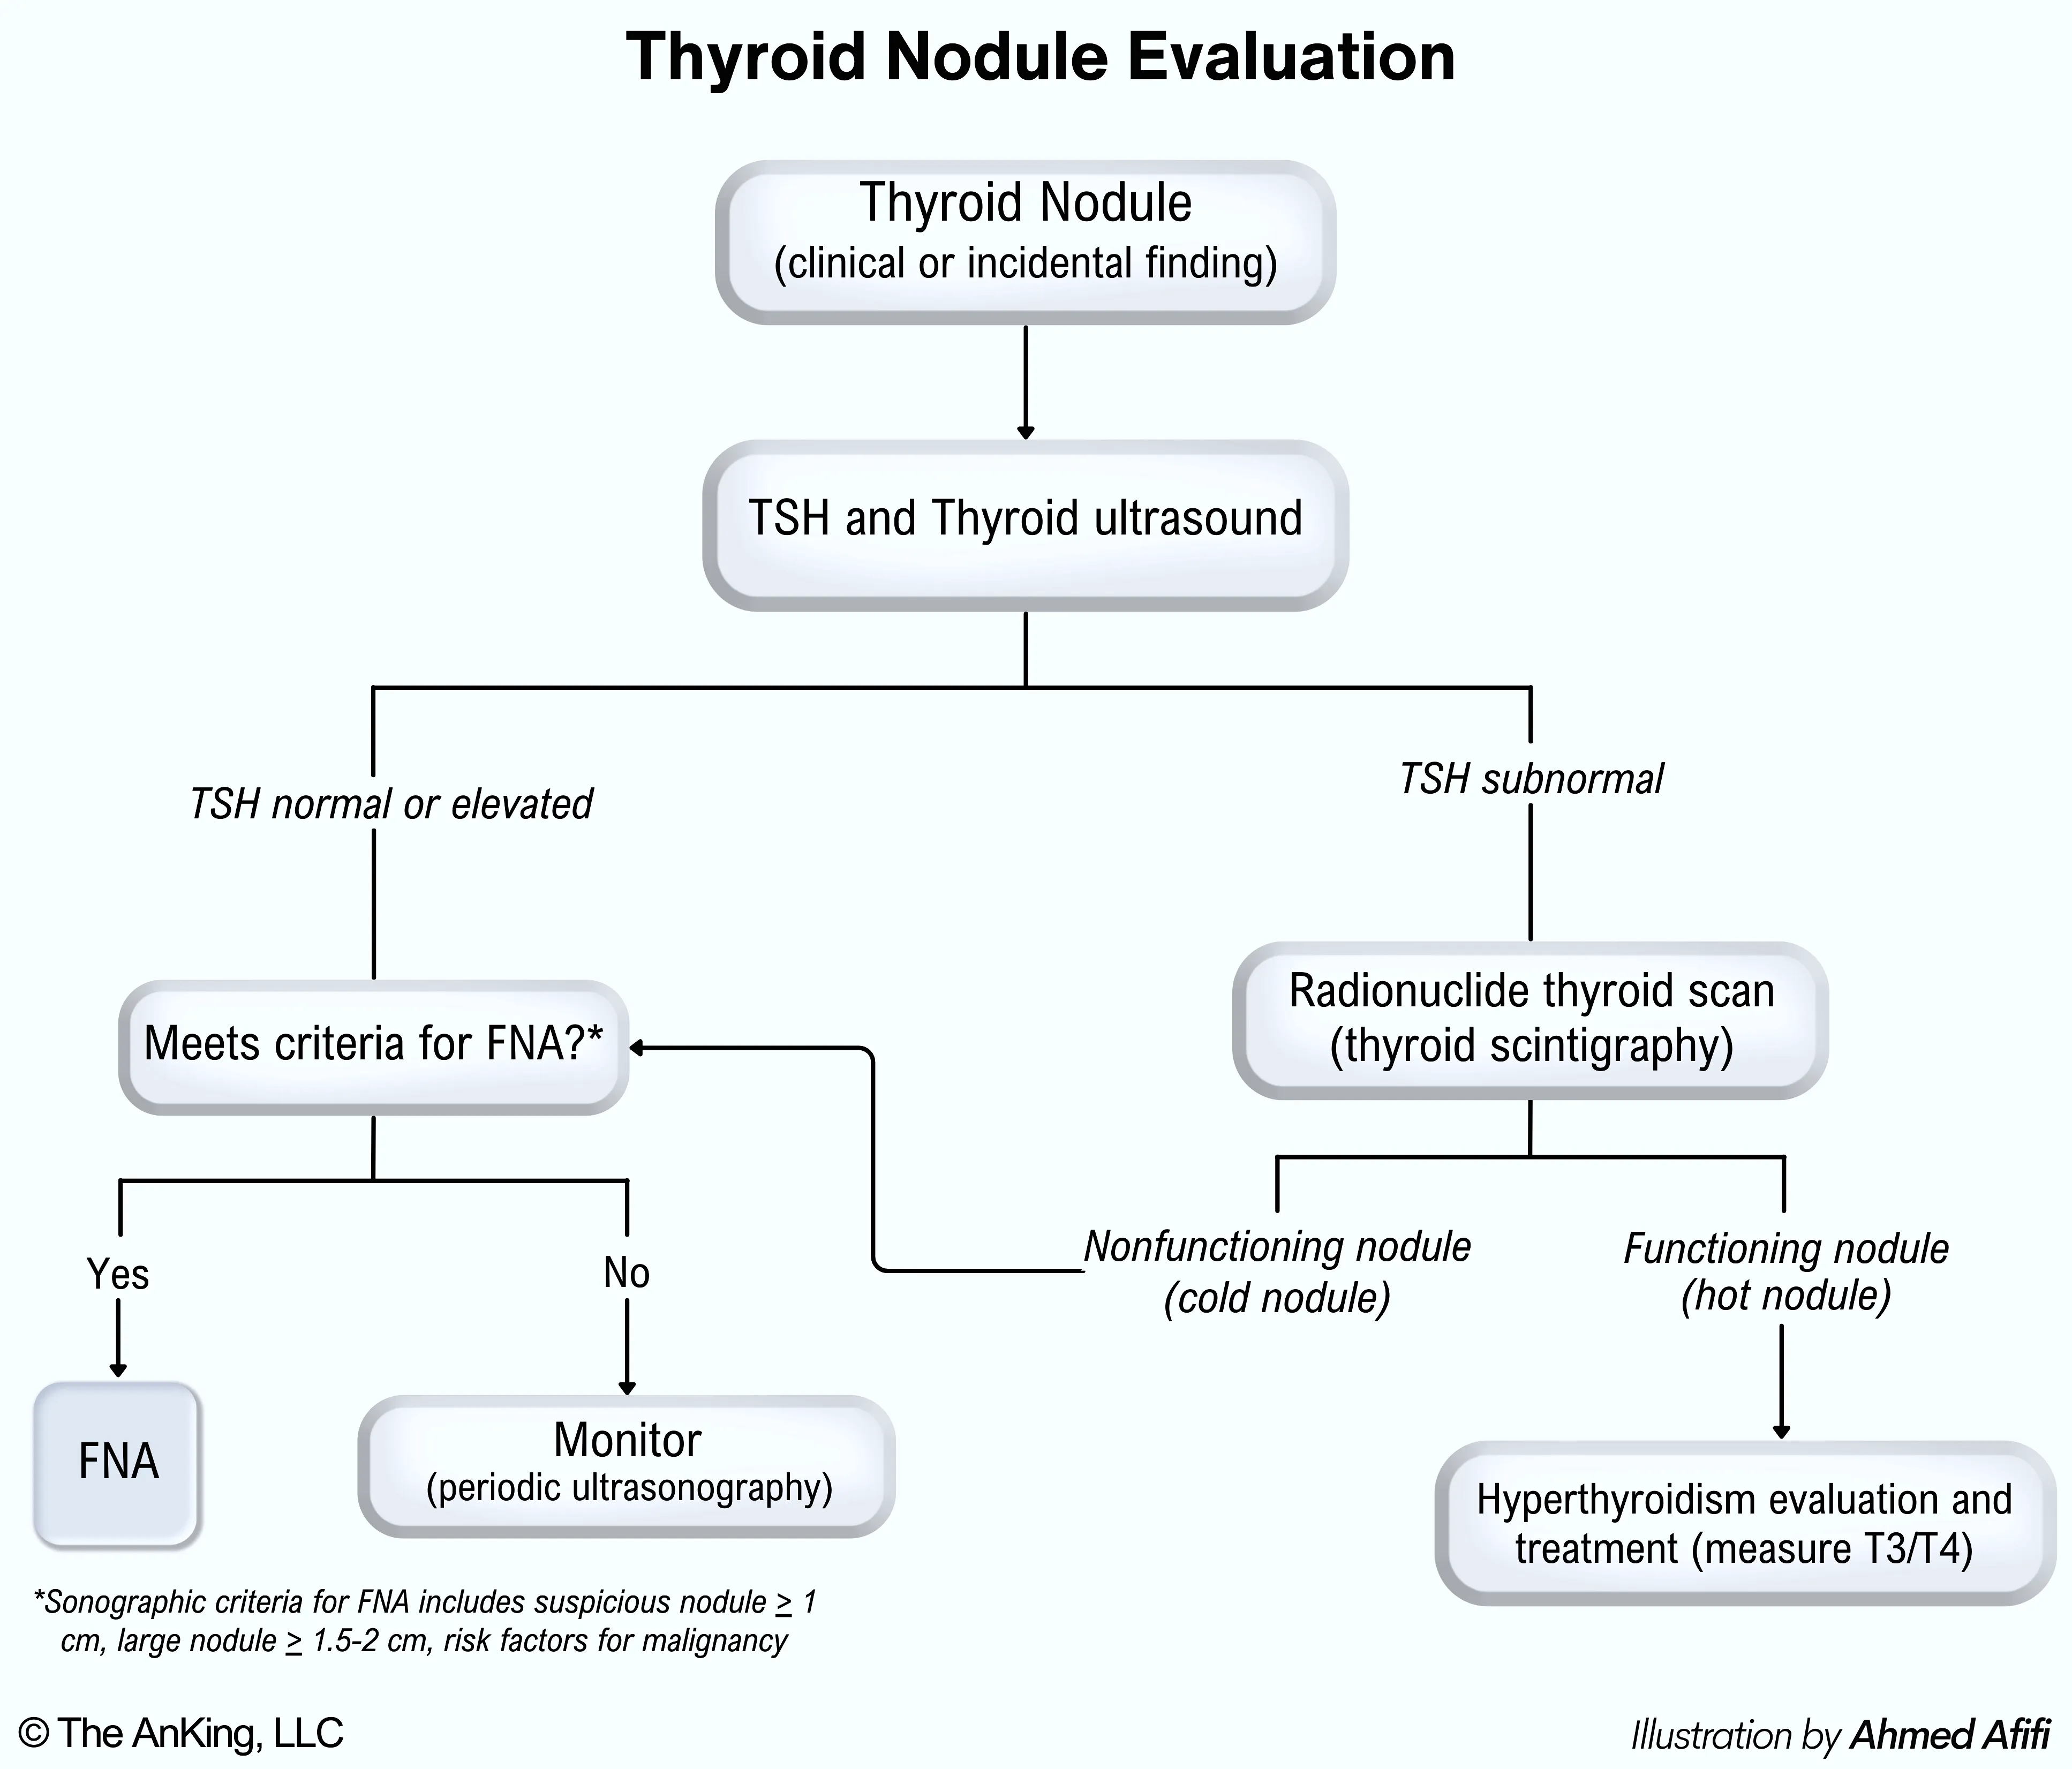 Thyroid Nodule Evaluation
Thyroid Nodule
(clinical or incidental finding)
TSH and Thyroid ultrasound
TSH normal or elevated
TSH subnormal
Meets criteria for FNA?*
Radionuclide thyroid scan
(thyroid scintigraphy)
Yes
No
Nonfunctioning nodule
(cold nodule)
Functioning nodule
(hot nodule)
FNA
Monitor
(periodic ultrasonography)
Hyperthyroidism evaluation and
treatment (measure T3/T4)
*Sonographic criteria for FNA includes suspicious nodule ≥ 1
cm, large nodule ≥ 1.5-2 cm, risk factors for malignancy
© The AnKing, LLC
Illustration by Ahmed Afifi